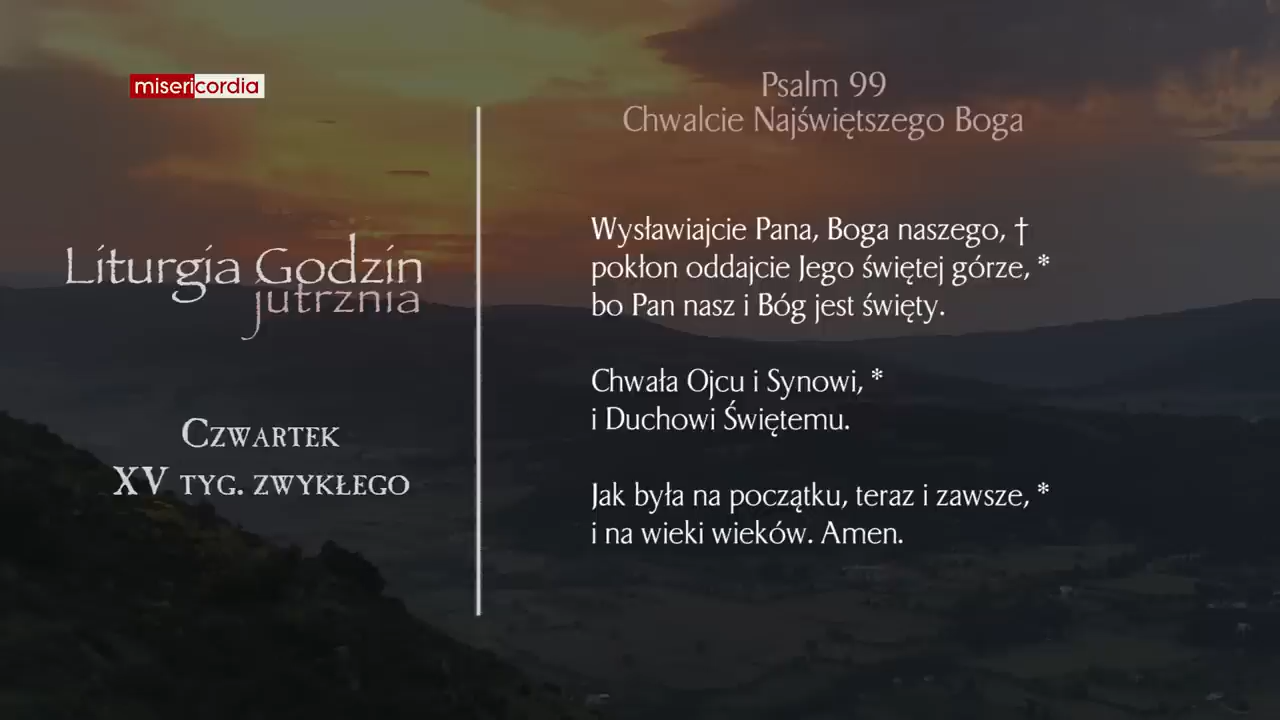 misericordia
Liturgia Godzin
jutrznia
Czwartek
XV tyg. zwykłego
Psalm 99
Chwalcie Najświętszego Boga
Wysławiajcie Pana, Boga naszego, †
pokłon oddajcie Jego świętej górze, *
bo Pan nasz i Bóg jest święty.
Chwała Ojcu i Synowi, *
i Duchowi Świętemu.
Jak była na początku, teraz i zawsze, *
i na wieki wieków. Amen.